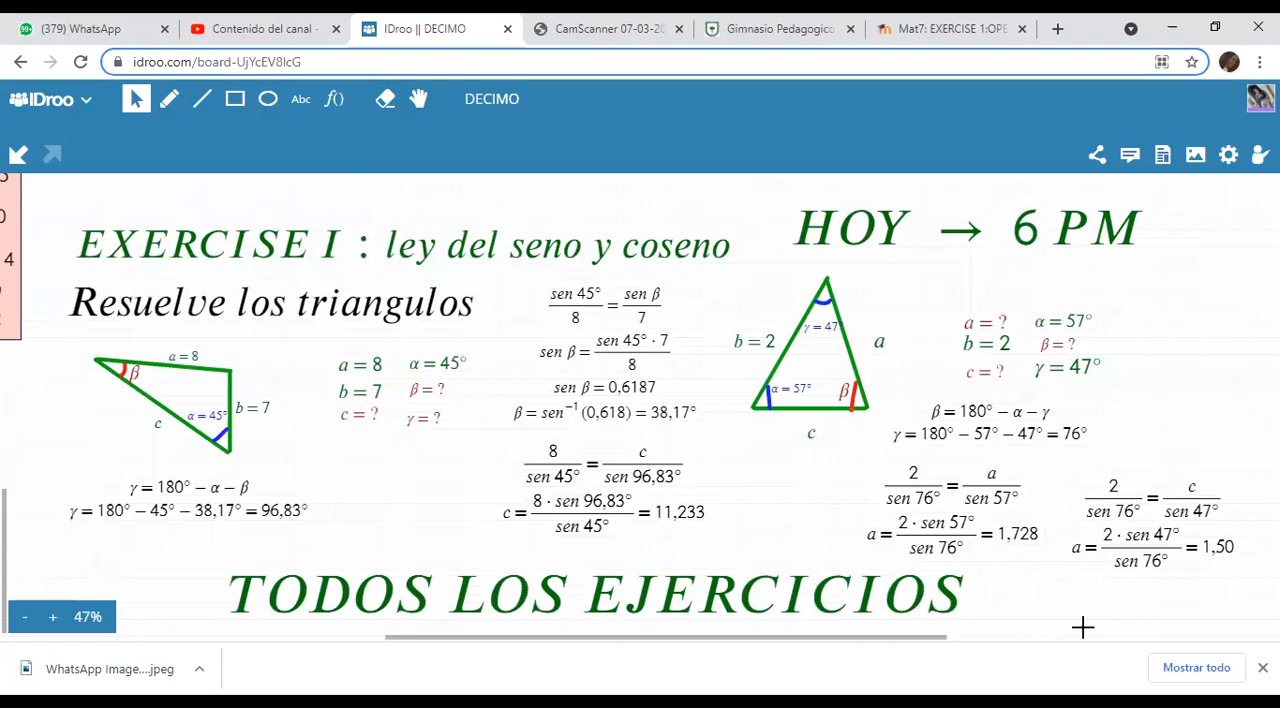 (379) WhatsApp
Contenido del canal -
IDroo || DECIMO
CamScanner 07-03-20
Gimnasio Pedagogico
Mat7: EXERCISE 1:OPE
idroo.com/board-UjYcEV8lcG
IDroo
Abc
f()
DECIMO
0
4
EXERCISE I : ley del seno y coseno
HOY → 6 PM
Resuelve los triangulos
a = 8
β
α = 45°
b = 7
c
a = 8 α = 45°
b = 7 β = ?
c = ? γ = ?
γ = 180° − α − β
γ = 180° − 45° − 38,17° = 96,83°
sen 45°/8 = sen β/7
sen β = sen 45° · 7/8
sen β = 0,6187
β = sen⁻¹ (0,618) = 38,17°
8/sen 45° = c/sen 96,83°
c = 8 · sen 96,83°/sen 45° = 11,233
γ = 47°
b = 2
a
α = 57°
β
c
a = ? α = 57°
b = 2 β = ?
c = ? γ = 47°
β = 180° − α − γ
γ = 180° − 57° − 47° = 76°
2/sen 76° = a/sen 57°
a = 2 · sen 57°/sen 76° = 1,728
2/sen 76° = c/sen 47°
a = 2 · sen 47°/sen 76° = 1,50
TODOS LOS EJERCICIOS
- + 47%
WhatsApp Image....jpeg
Mostrar todo